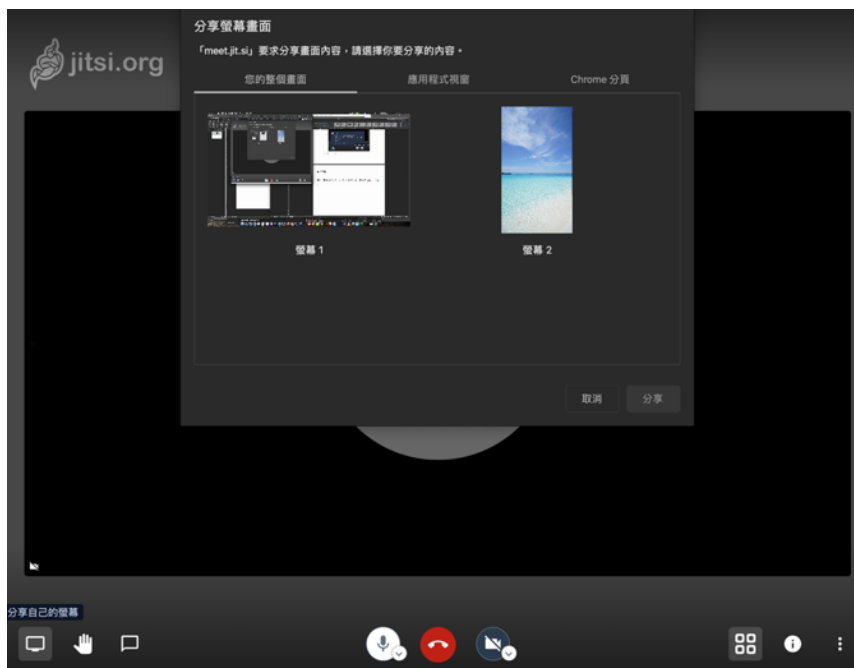 jitsi.org
分享螢幕畫面
「meet.jit.si」要求分享畫面內容，請選擇你要分享的內容。
您的整個畫面
應用程式視窗
Chrome 分頁
螢幕 1
螢幕 2
取消
分享
分享自己的螢幕